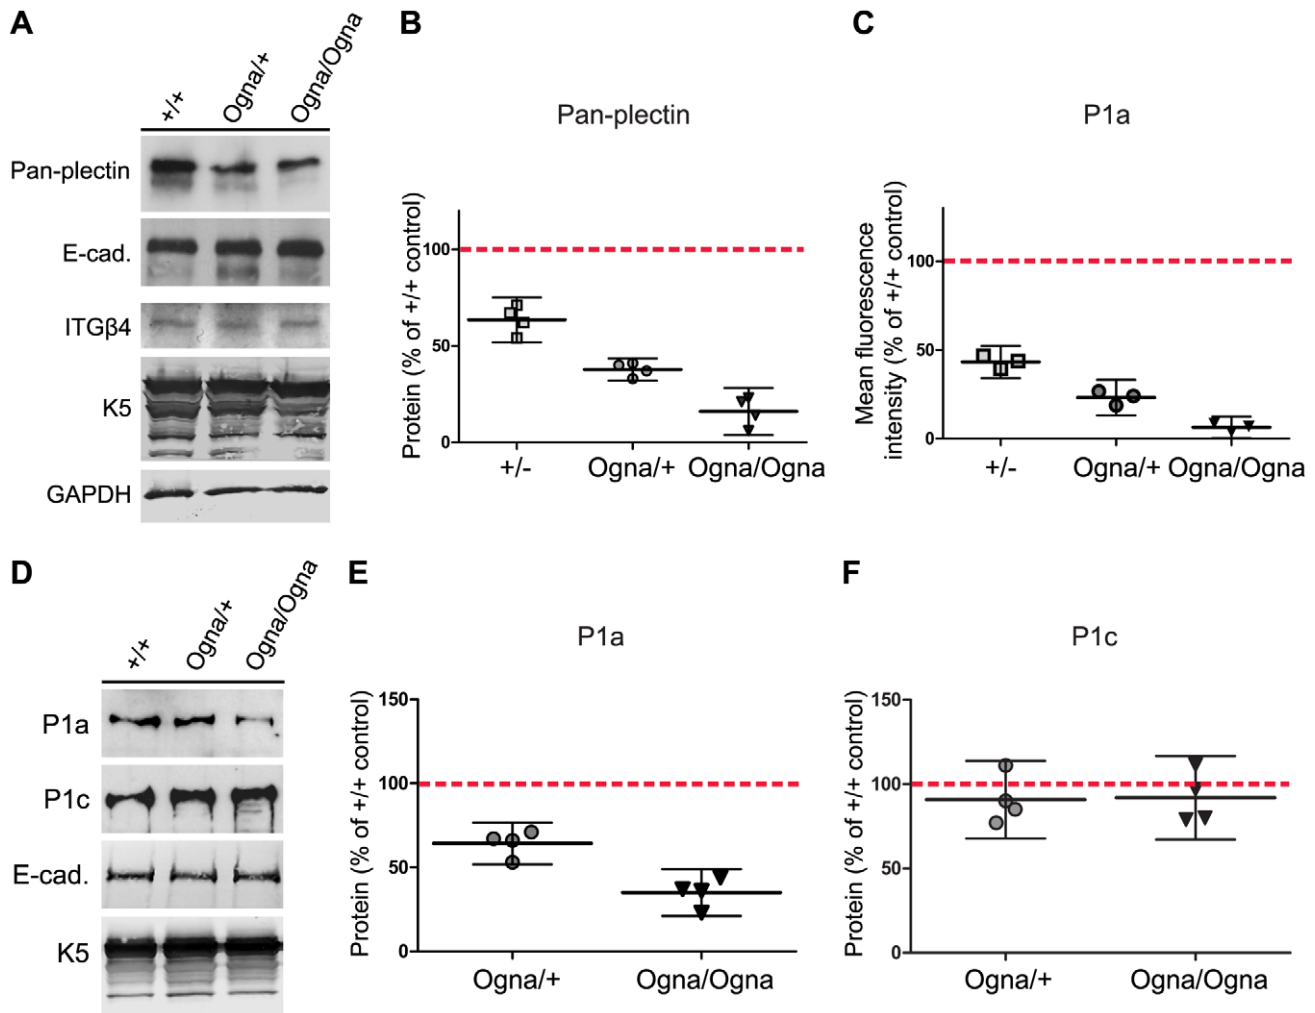 A
+/+
Ogna/+
Ogna/Ogna
Pan-plectin
E-cad.
ITGβ4
K5
GAPDH
B
Pan-plectin
Protein (% of +/+ control)
100
50
0
+/-
Ogna/+
Ogna/Ogna
C
P1a
Mean fluorescence
intensity (% of +/+ control)
100
50
0
+/-
Ogna/+
Ogna/Ogna
D
+/+
Ogna/+
Ogna/Ogna
P1a
P1c
E-cad.
K5
E
P1a
Protein (% of +/+ control)
150
100
50
0
Ogna/+
Ogna/Ogna
F
P1c
Protein (% of +/+ control)
150
100
50
0
Ogna/+
Ogna/Ogna